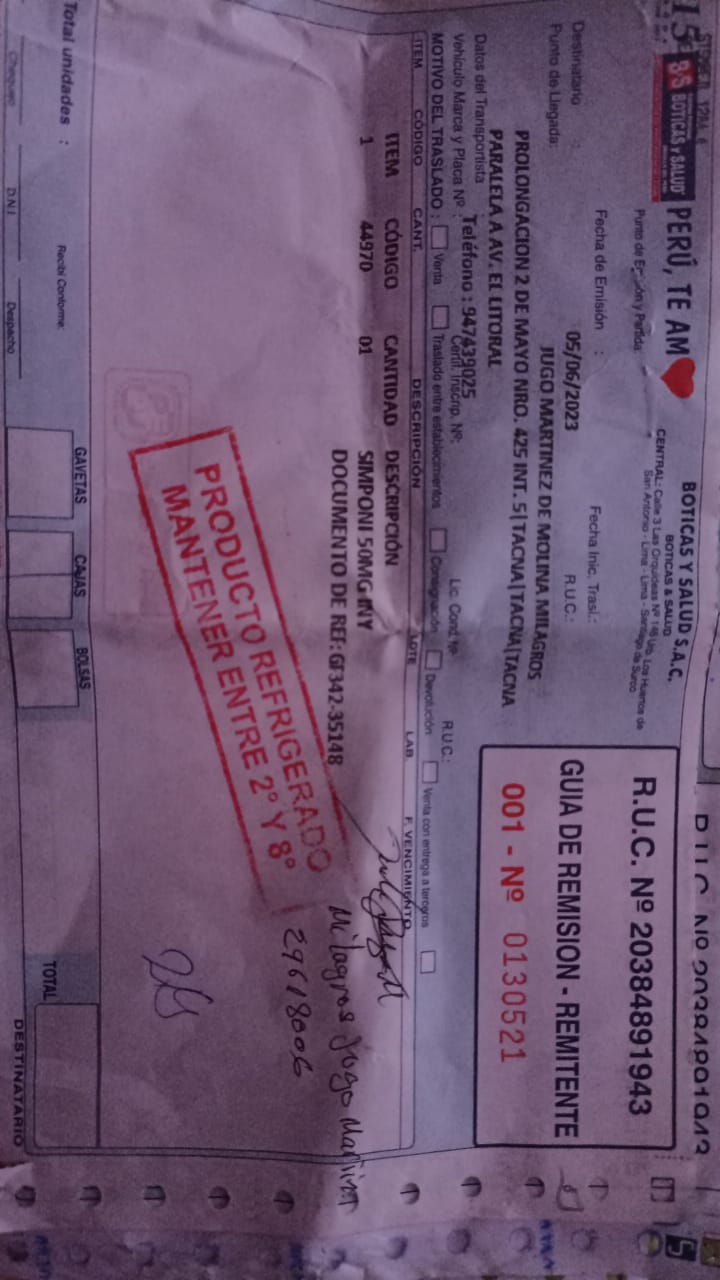 B&S BOTICAS Y SALUD
PERÚ, TE AM
BOTICAS Y SALUD S.A.C.
BOTICAS & SALUD
CENTRAL: Calle 3 Las Orquídeas Nº 146 Urb. Los Huertos de
San Antonio - Lima - Lima - Santiago de Surco
Punto de Emisión y Partida:
R.U.C. Nº 20384891943
GUIA DE REMISION - REMITENTE
001 - Nº 0130521
Fecha de Emisión :
05/06/2023
Fecha Inic. Trasl.:
Destinatario :
JUGO MARTINEZ DE MOLINA MILAGROS
R.U.C.:
Punto de Llegada:
PROLONGACION 2 DE MAYO NRO. 425 INT. 5| TACNA|TACNA|TACNA
PARALELA A AV. EL LITORAL
Datos del Transportista
Teléfono : 947439025
Vehículo Marca y Placa Nº :
Certif. Inscrip. Nº:
Lic. Cond. Nº
R.U.C.:
MOTIVO DEL TRASLADO : Venta Traslado entre establecimientos Consignación Devolución Venta con entrega a terceros
ITEM CÓDIGO CANT. DESCRIPCIÓN LOTE LAB F. VENCIMIENTO
ITEM CÓDIGO CANTIDAD DESCRIPCIÓN
1 44970 01 SIMPONI 50MG INY
DOCUMENTO DE REF: GF342-35148
Milagros Jugo Martinez
29618006
PRODUCTO REFRIGERADO
MANTENER ENTRE 2° Y 8°
Total unidades :
Recibí Conforme:
GAVETAS
CAJAS
BOLSAS
TOTAL
Chequeo
D.N.I
Despacho
DESTINATARIO